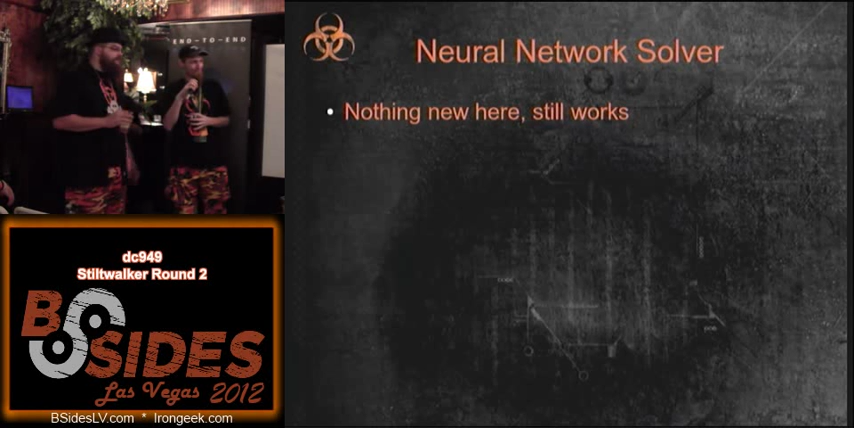 END-TO-END
Neural Network Solver
• Nothing new here, still works
dc949
Stiltwalker Round 2
BSIDES
Las Vegas 2012
BSidesLV.com * Irongeek.com